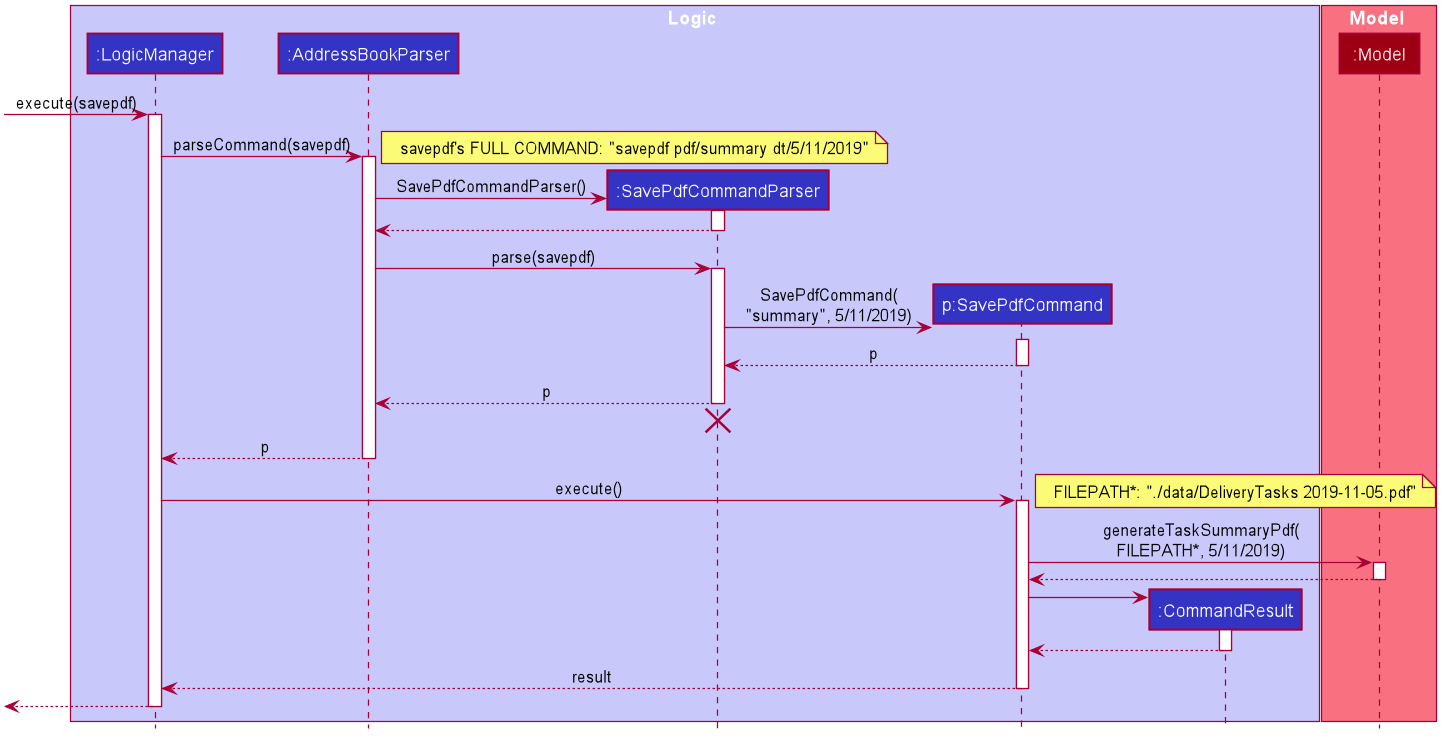 Logic
Model
:LogicManager
:AddressBookParser
:Model
execute(savepdf)
parseCommand(savepdf)
savepdf's FULL COMMAND: "savepdf pdf/summary dt/5/11/2019"
SavePdfCommandParser()
:SavePdfCommandParser
parse(savepdf)
SavePdfCommand(
"summary", 5/11/2019)
p:SavePdfCommand
p
p
p
execute()
FILEPATH*: "./data/DeliveryTasks 2019-11-05.pdf"
generateTaskSummaryPdf(
FILEPATH*, 5/11/2019)
:CommandResult
result